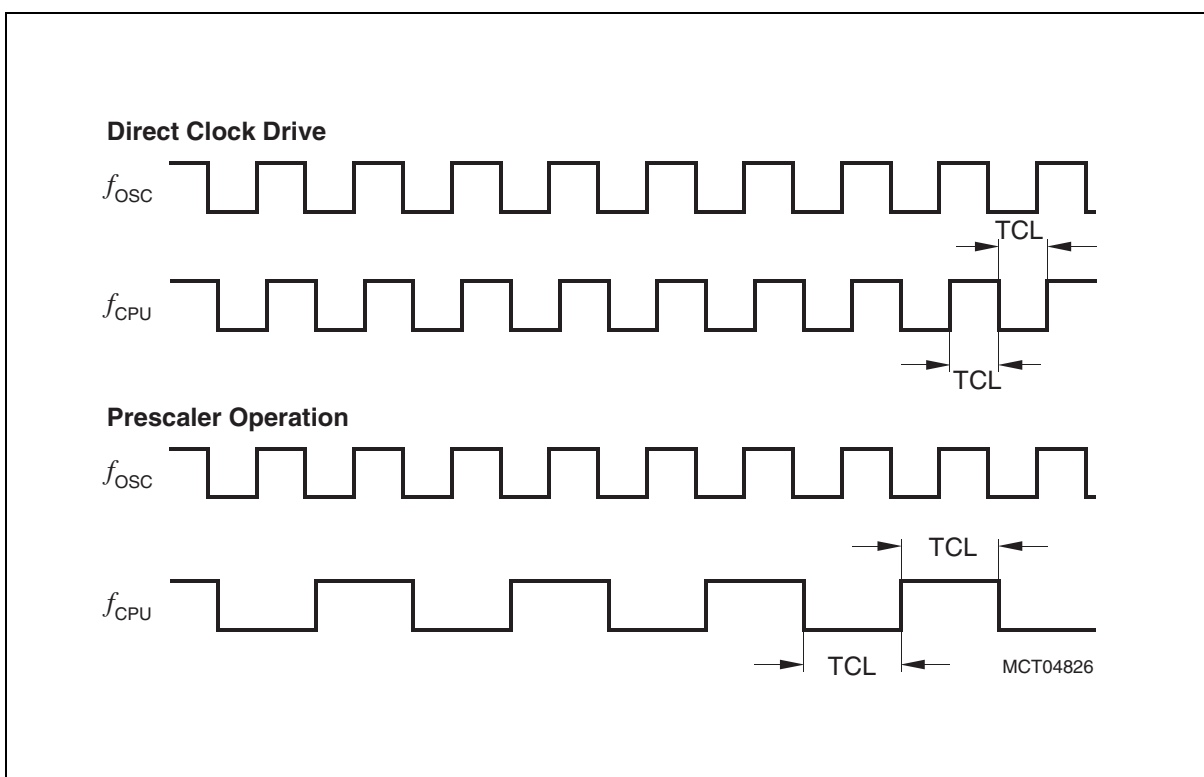 Direct Clock Drive
fOSC
TCL
fCPU
TCL
Prescaler Operation
fOSC
TCL
fCPU
TCL
MCT04826